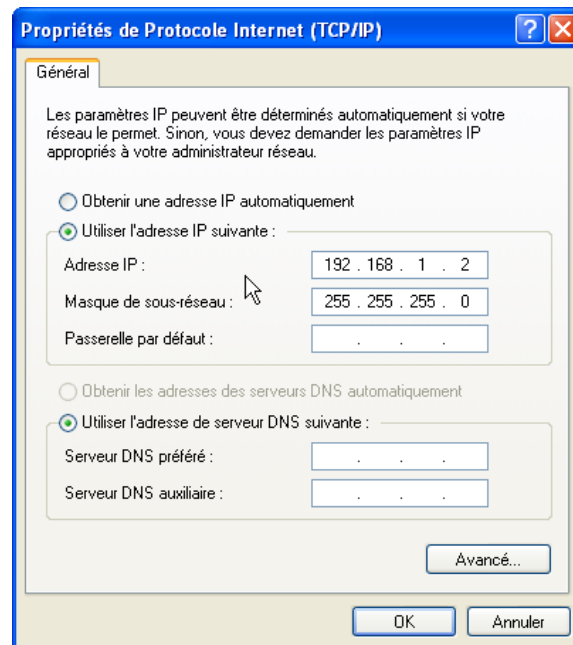 Propriétés de Protocole Internet (TCP/IP)
Général
Les paramètres IP peuvent être déterminés automatiquement si votre
réseau le permet. Sinon, vous devez demander les paramètres IP
appropriés à votre administrateur réseau.
Obtenir une adresse IP automatiquement
Utiliser l'adresse IP suivante :
Adresse IP : 192 . 168 . 1 . 2
Masque de sous-réseau : 255 . 255 . 255 . 0
Passerelle par défaut : . . .
Obtenir les adresses des serveurs DNS automatiquement
Utiliser l'adresse de serveur DNS suivante :
Serveur DNS préféré : . . .
Serveur DNS auxiliaire : . . .
Avancé...
OK Annuler